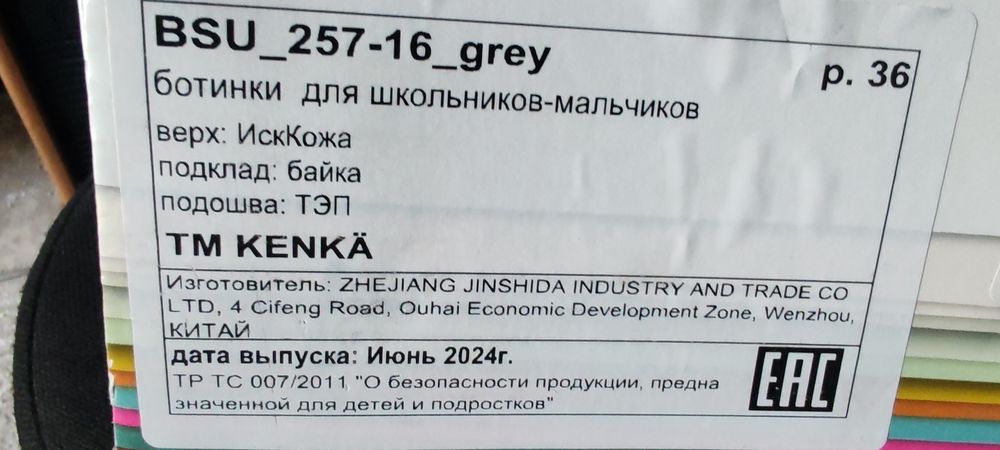 BSU_257-16_grey
р. 36
ботинки для школьников-мальчиков
верх: ИскКожа
подклад: байка
подошва: ТЭП
ТМ KENKÄ
Изготовитель: ZHEJIANG JINSHIDA INDUSTRY AND TRADE CO
LTD, 4 Cifeng Road, Ouhai Economic Development Zone, Wenzhou,
КИТАЙ
дата выпуска: Июнь 2024г.
ТР ТС 007/2011 "О безопасности продукции, предна
значенной для детей и подростков"
EAC